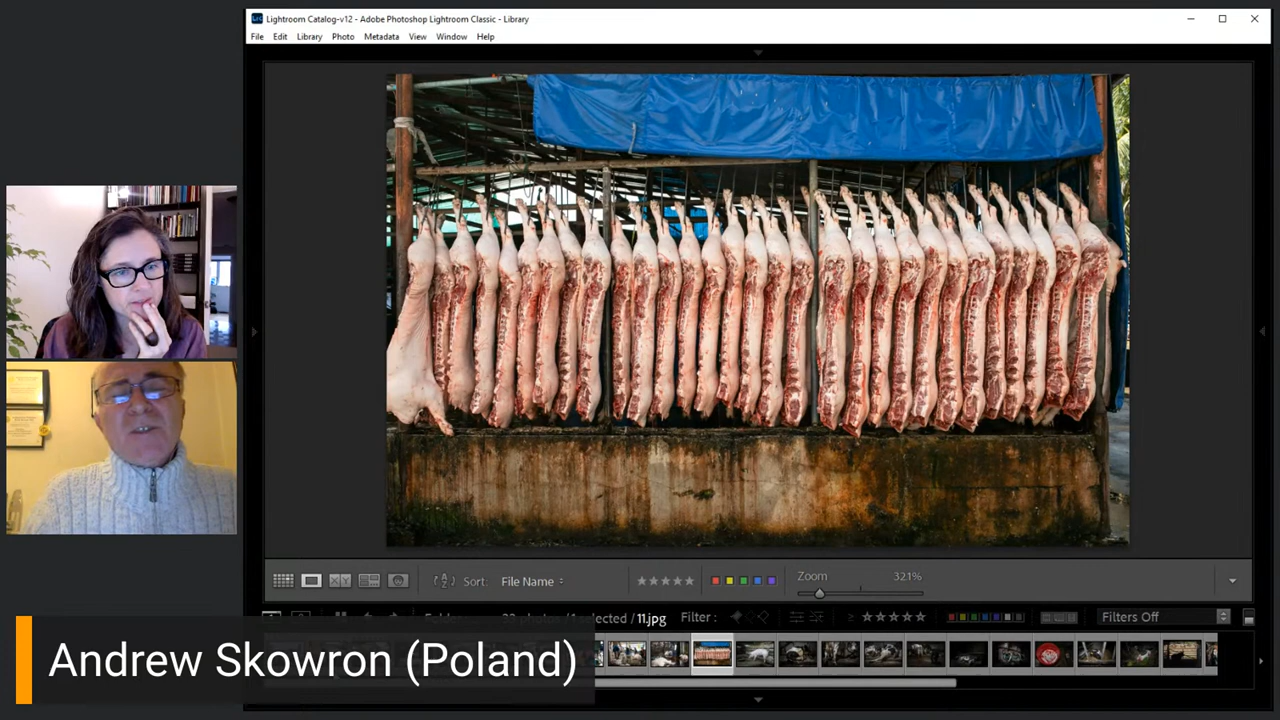 Lightroom Catalog-v12 - Adobe Photoshop Lightroom Classic - Library
File Edit Library Photo Metadata View Window Help
Sort: File Name
Zoom 32.1%
/11.jpg Filter : Filters Off
Andrew Skowron (Poland)